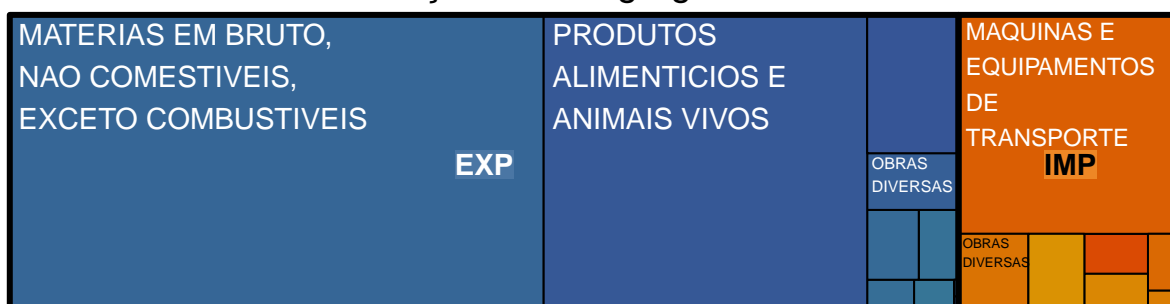 MATERIAS EM BRUTO,
NAO COMESTIVEIS,
EXCETO COMBUSTIVEIS
EXP
PRODUTOS
ALIMENTICIOS E
ANIMAIS VIVOS
OBRAS
DIVERSAS
MAQUINAS E
EQUIPAMENTOS
DE
TRANSPORTE
IMP
OBRAS
DIVERSAS